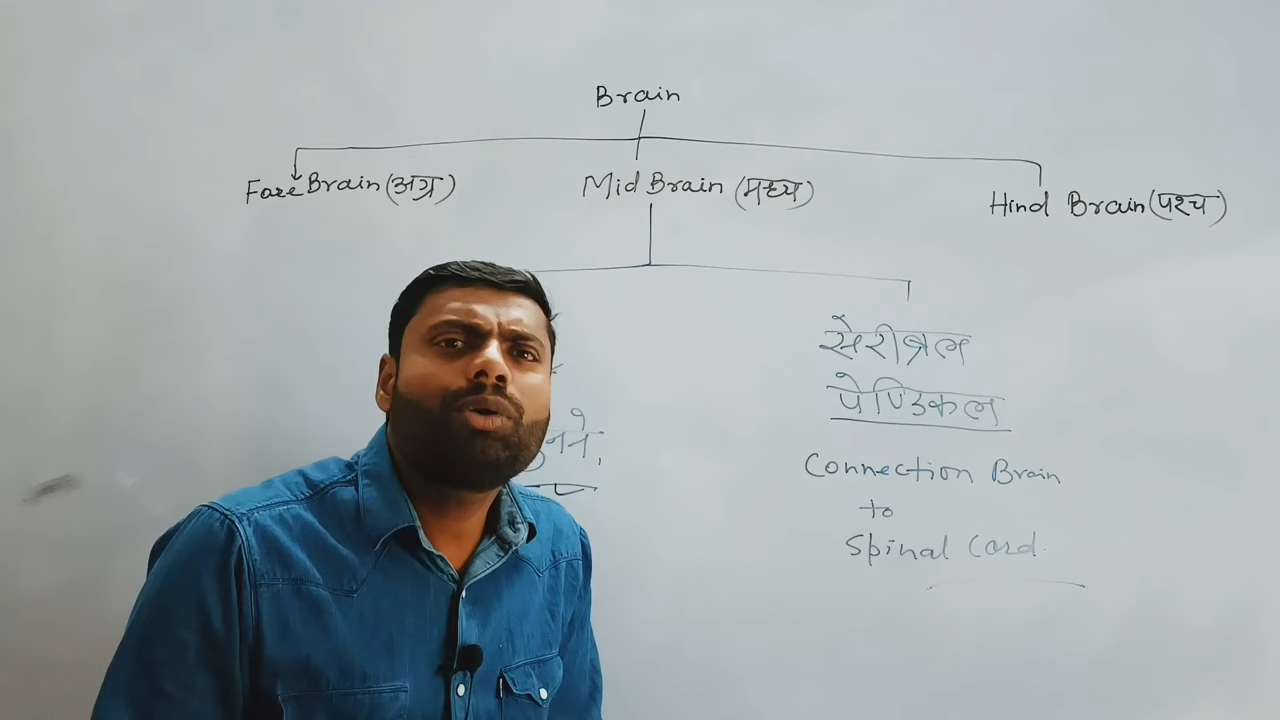 Brain
Fore Brain (अग्र)
Mid Brain (मध्य)
Hind Brain (पश्च)
सेरीब्रल
पेण्डिकल
Connection Brain
to
Spinal Cord.